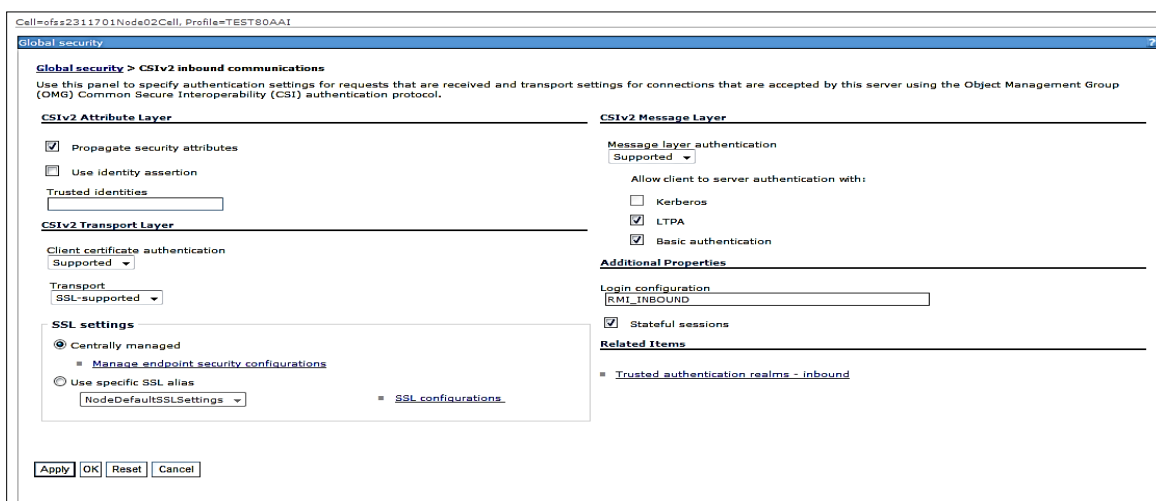 Cell=ofss2311701Node02Cell, Profile=TEST80AAI
Global security
?
Global security > CSIv2 inbound communications
Use this panel to specify authentication settings for requests that are received and transport settings for connections that are accepted by this server using the Object Management Group
(OMG) Common Secure Interoperability (CSI) authentication protocol.
CSIv2 Attribute Layer
Propagate security attributes
Use identity assertion
Trusted identities
CSIv2 Transport Layer
Client certificate authentication
Supported
Transport
SSL-supported
SSL settings
Centrally managed
Manage endpoint security configurations
Use specific SSL alias
NodeDefaultSSLSettings
SSL configurations
CSIv2 Message Layer
Message layer authentication
Supported
Allow client to server authentication with:
Kerberos
LTPA
Basic authentication
Additional Properties
Login configuration
RMI_INBOUND
Stateful sessions
Related Items
Trusted authentication realms - inbound
Apply OK Reset Cancel